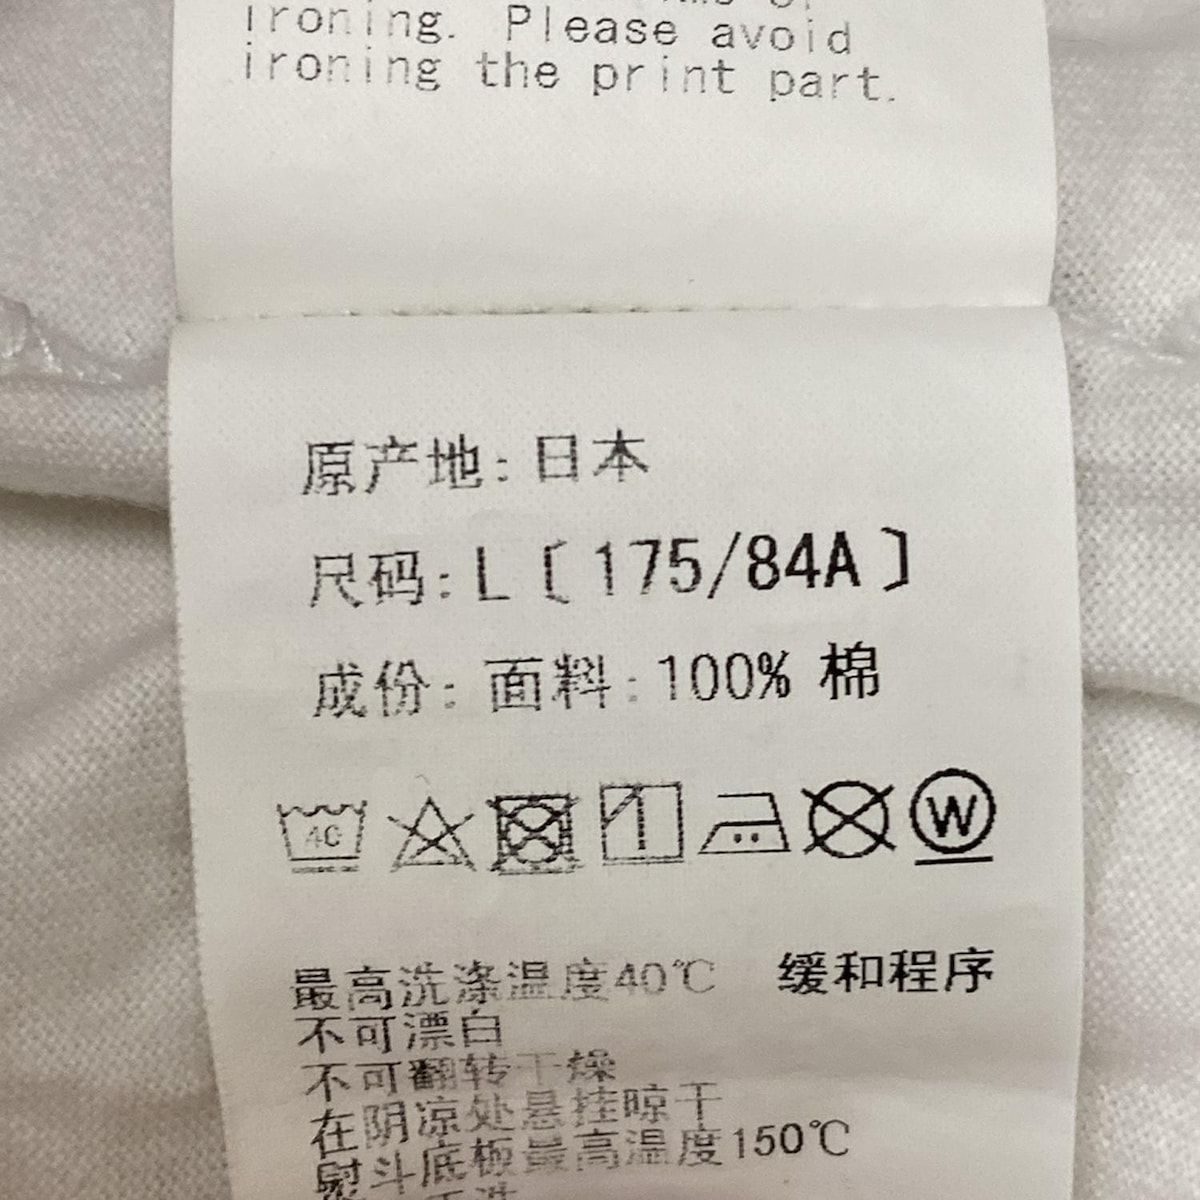 ironing. Please avoid
ironing the print part.
原产地: 日本
尺码: L〔175/84A〕
成份: 面料: 100% 棉
40 W
最高洗涤温度40℃ 缓和程序
不可漂白
不可翻转干燥
在阴凉处悬挂晾干
熨斗底板最高温度150℃